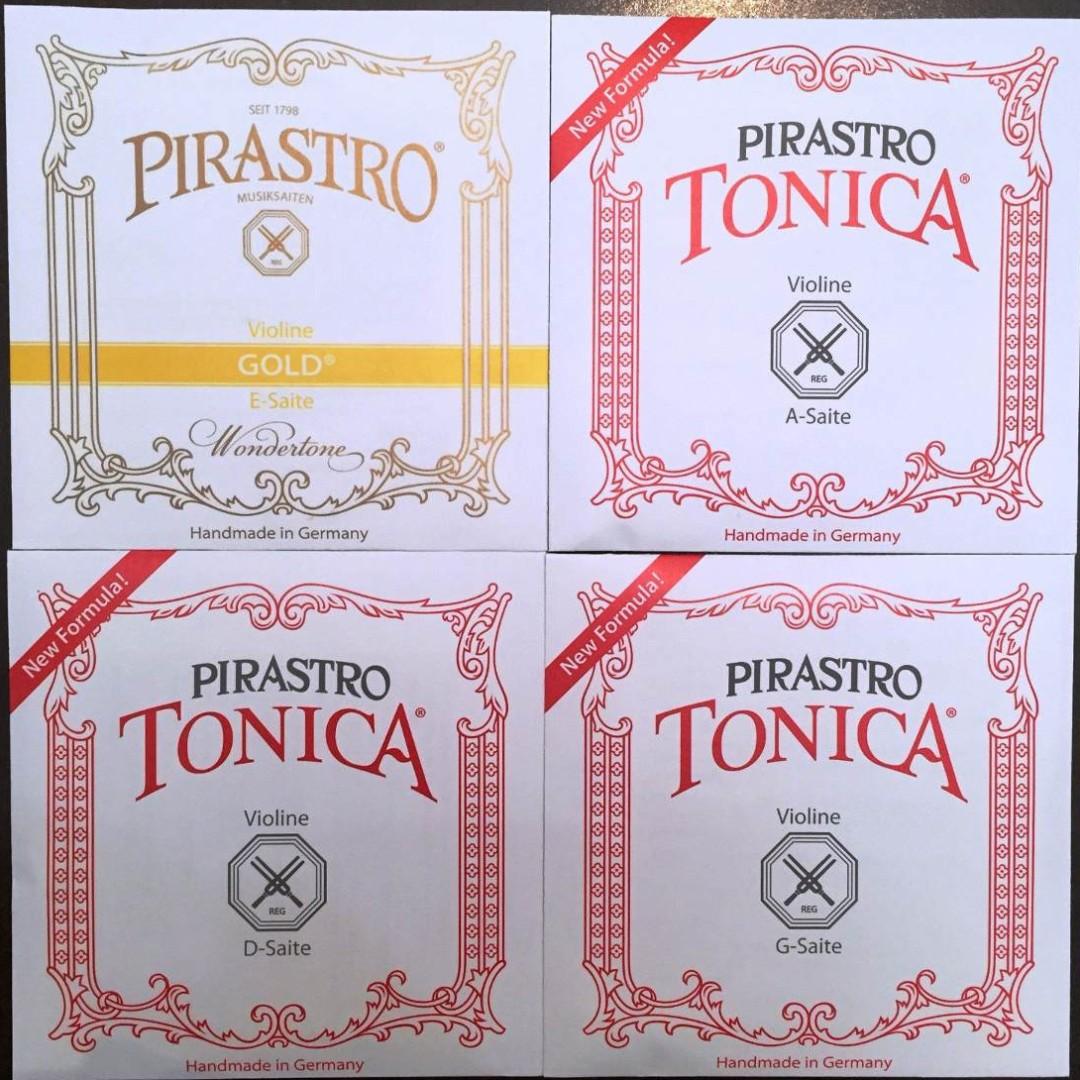 SEIT 1798
PIRASTRO®
MUSIKSAITEN
REG
Violine
GOLD®
E-Saite
Wondertone
Handmade in Germany
New Formula!
PIRASTRO
TONICA®
Violine
REG
A-Saite
Handmade in Germany
New Formula!
PIRASTRO
TONICA®
Violine
REG
D-Saite
Handmade in Germany
New Formula!
PIRASTRO
TONICA®
Violine
REG
G-Saite
Handmade in Germany